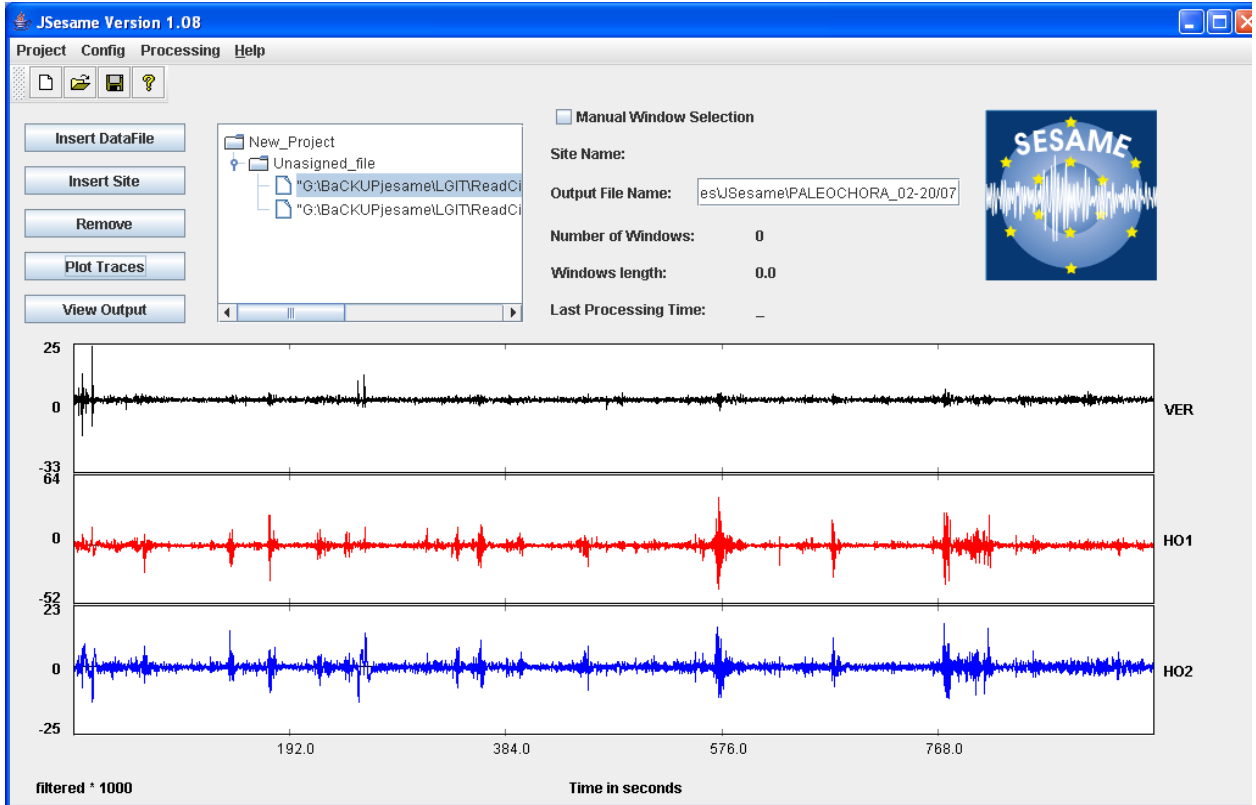 JSesame Version 1.08
Project Config Processing Help
Insert DataFile
Insert Site
Remove
Plot Traces
View Output
New_Project
Unasigned_file
"G:\BaCKUPjesame\LGIT\ReadCi
"G:\BaCKUPjesame\LGIT\ReadCi
Manual Window Selection
Site Name:
Output File Name: es\JSesame\PALEOCHORA_02-20/07
Number of Windows: 0
Windows length: 0.0
Last Processing Time: _
SESAME
25
0
-33
VER
64
0
-52
HO1
23
0
-25
HO2
192.0 384.0 576.0 768.0
filtered * 1000 Time in seconds